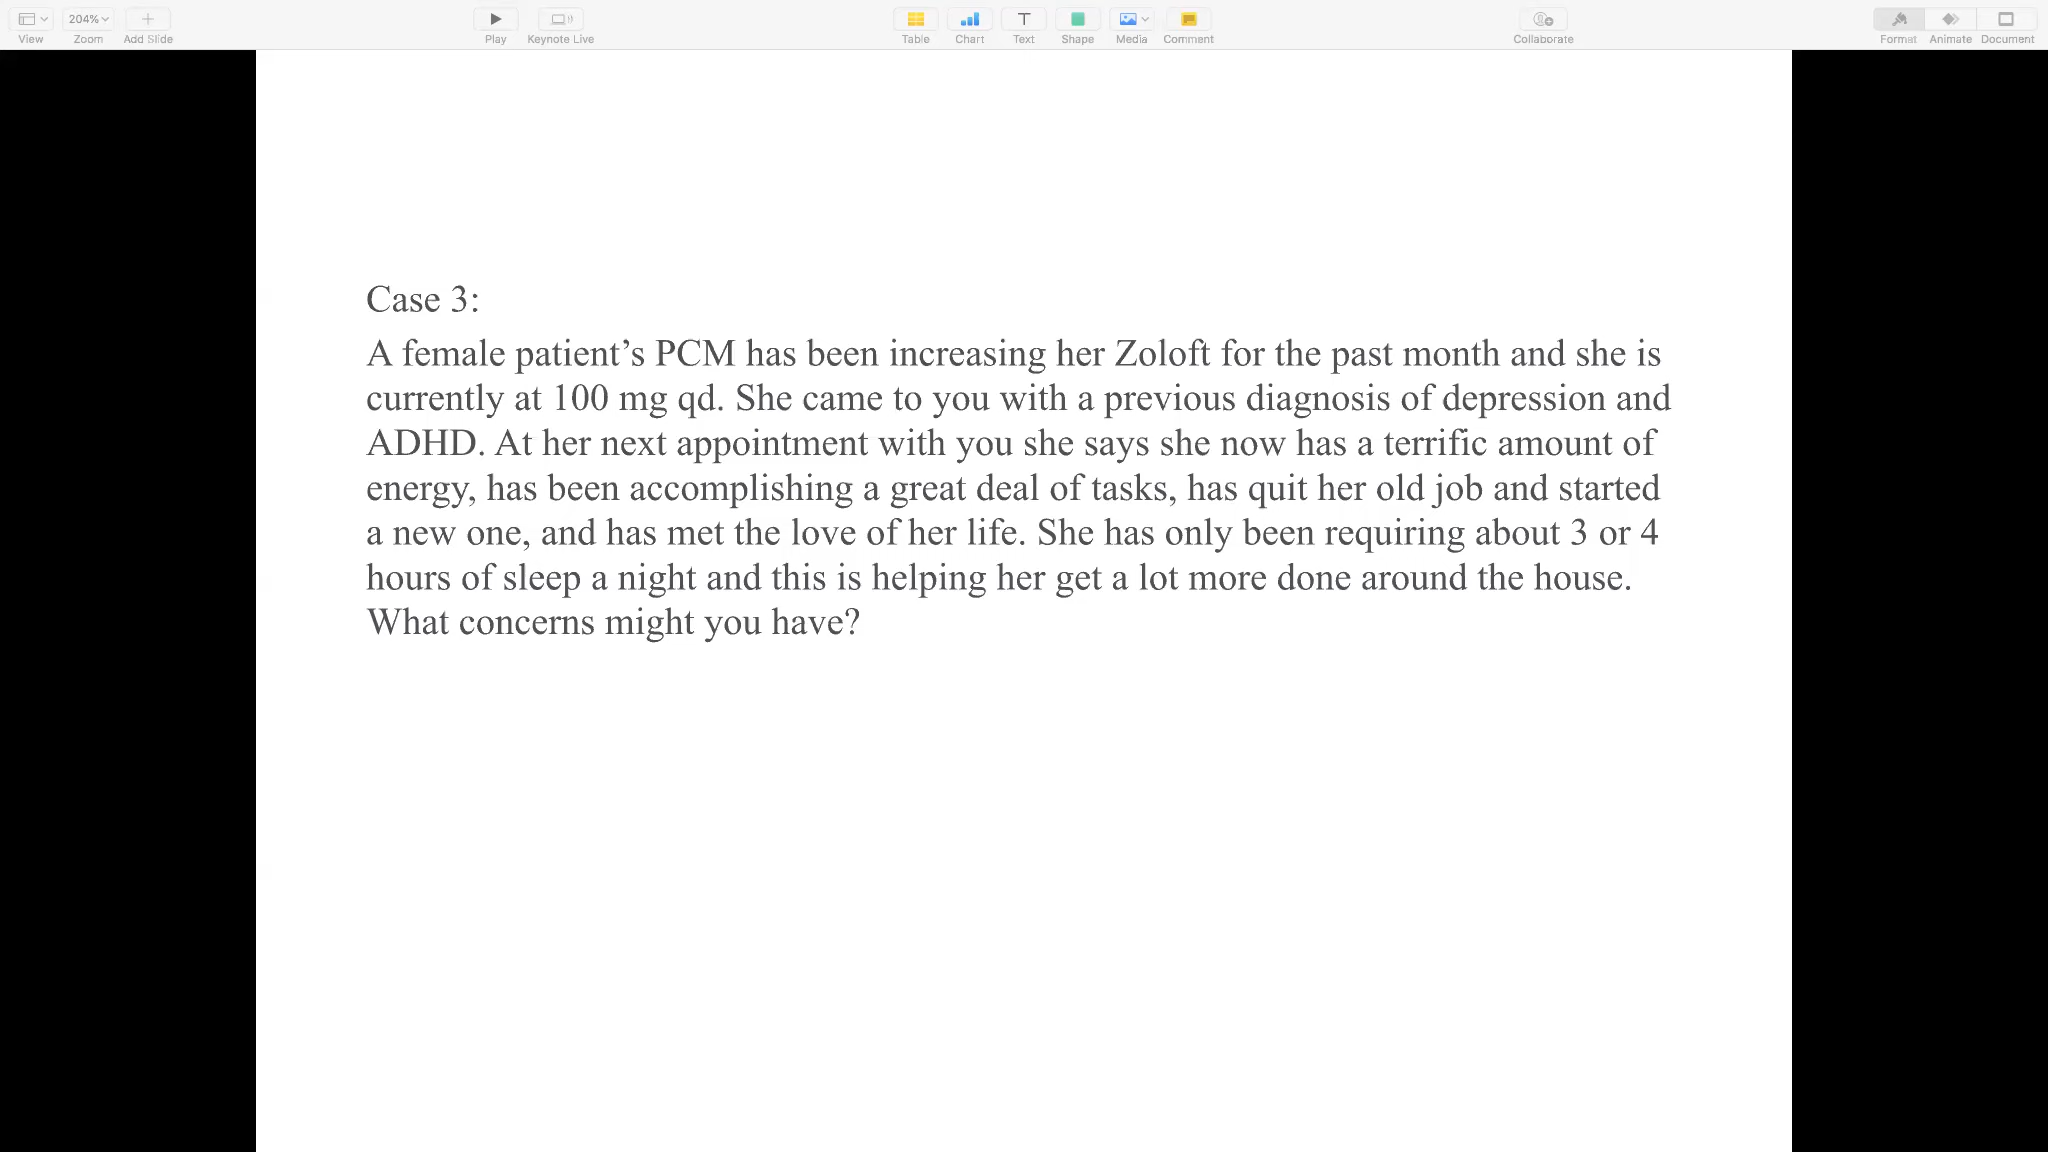 204%
View
Zoom
Add Slide
Play
Keynote Live
Table
Chart
Text
Shape
Media
Comment
Collaborate
Format
Animate
Document
Case 3:
A female patient’s PCM has been increasing her Zoloft for the past month and she is
currently at 100 mg qd. She came to you with a previous diagnosis of depression and
ADHD. At her next appointment with you she says she now has a terrific amount of
energy, has been accomplishing a great deal of tasks, has quit her old job and started
a new one, and has met the love of her life. She has only been requiring about 3 or 4
hours of sleep a night and this is helping her get a lot more done around the house.
What concerns might you have?